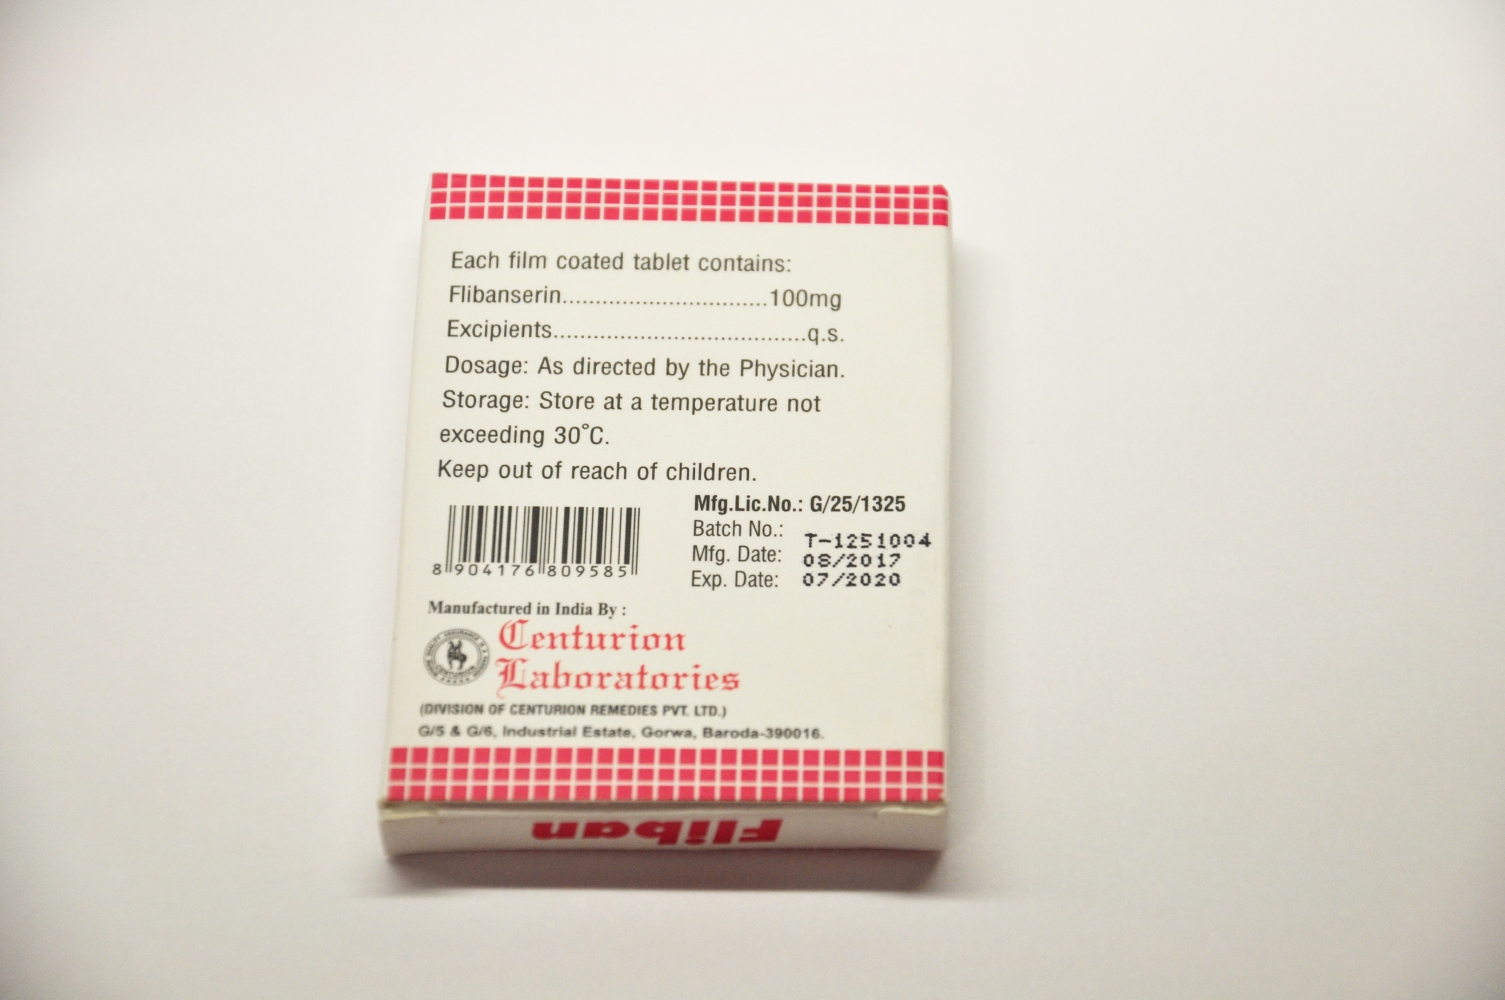 Each film coated tablet contains:
Flibanserin...............................100mg
Excipients......................................q.s.
Dosage: As directed by the Physician.
Storage: Store at a temperature not
exceeding 30°C.
Keep out of reach of children.
Mfg.Lic.No.: G/25/1325
Batch No.: T-1251004
Mfg. Date: 08/2017
Exp. Date: 07/2020
8 904176 809585
Manufactured in India By :
Centurion
Laboratories
(DIVISION OF CENTURION REMEDIES PVT. LTD.)
G/5 & G/6, Industrial Estate, Gorwa, Baroda-390016.
Fliban